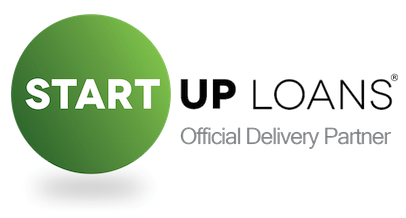 START UP LOANS®
Official Delivery Partner